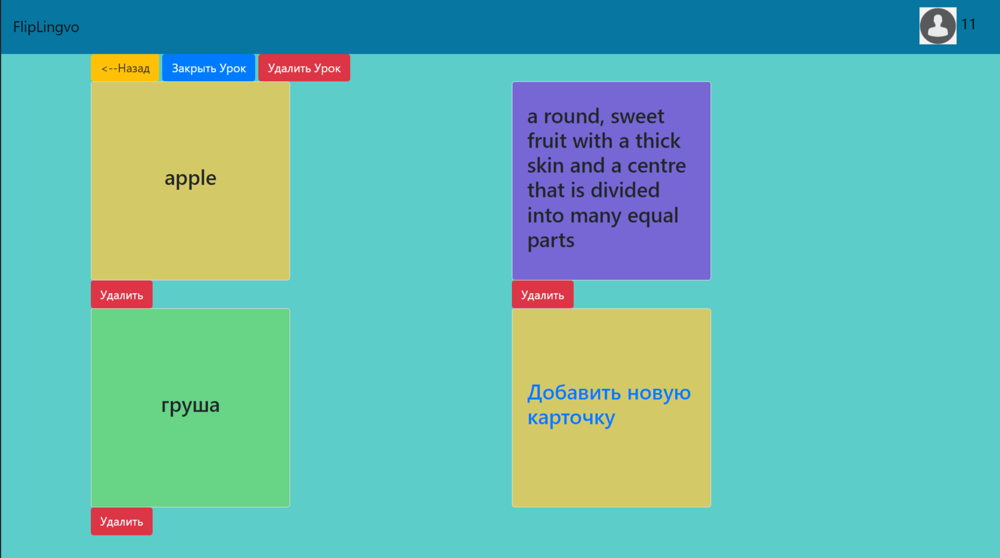 FlipLingvo
11
<--Назад
Закрыть Урок
Удалить Урок
apple
a round, sweet
fruit with a thick
skin and a centre
that is divided
into many equal
parts
Удалить
Удалить
груша
Добавить новую
карточку
Удалить